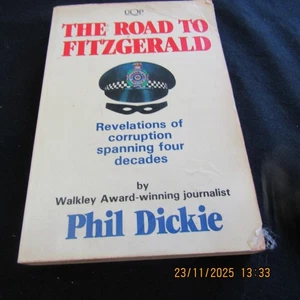 UQP
THE ROAD TO
FITZGERALD
Revelations of
corruption
spanning four
decades
by
Walkley Award-winning journalist
Phil Dickie
23/11/2025 13:33